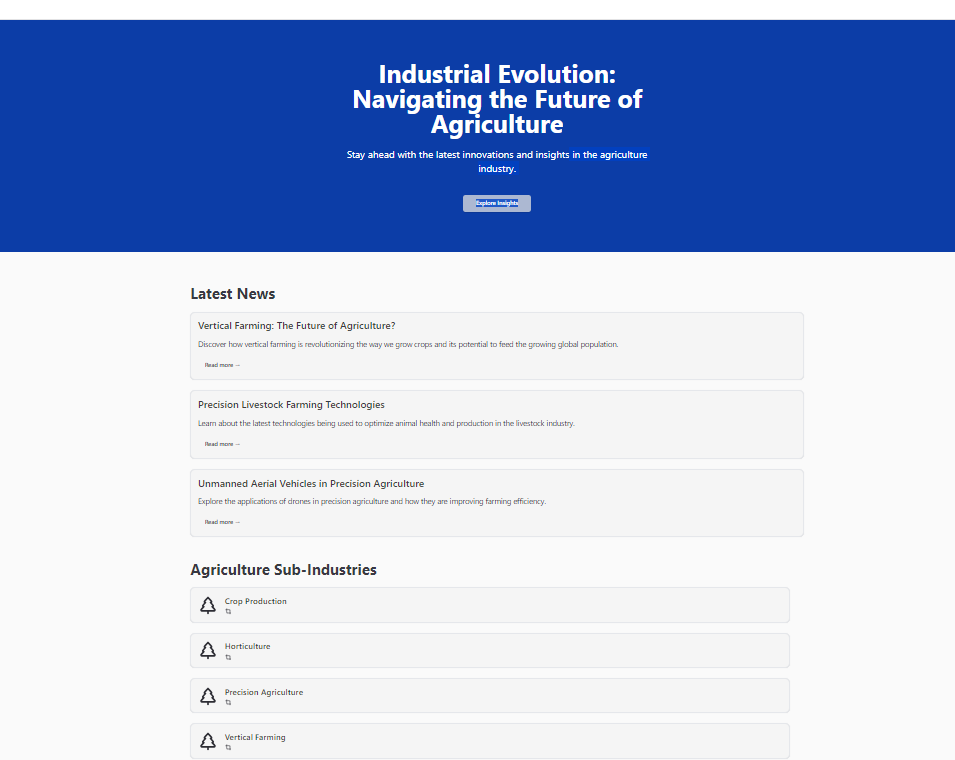 Industrial Evolution:
Navigating the Future of
Agriculture
Stay ahead with the latest innovations and insights in the agriculture
industry.
Explore Insights
Latest News
Vertical Farming: The Future of Agriculture?
Discover how vertical farming is revolutionizing the way we grow crops and its potential to feed the growing global population.
Read more →
Precision Livestock Farming Technologies
Learn about the latest technologies being used to optimize animal health and production in the livestock industry.
Read more →
Unmanned Aerial Vehicles in Precision Agriculture
Explore the applications of drones in precision agriculture and how they are improving farming efficiency.
Read more →
Agriculture Sub-Industries
Crop Production
Horticulture
Precision Agriculture
Vertical Farming